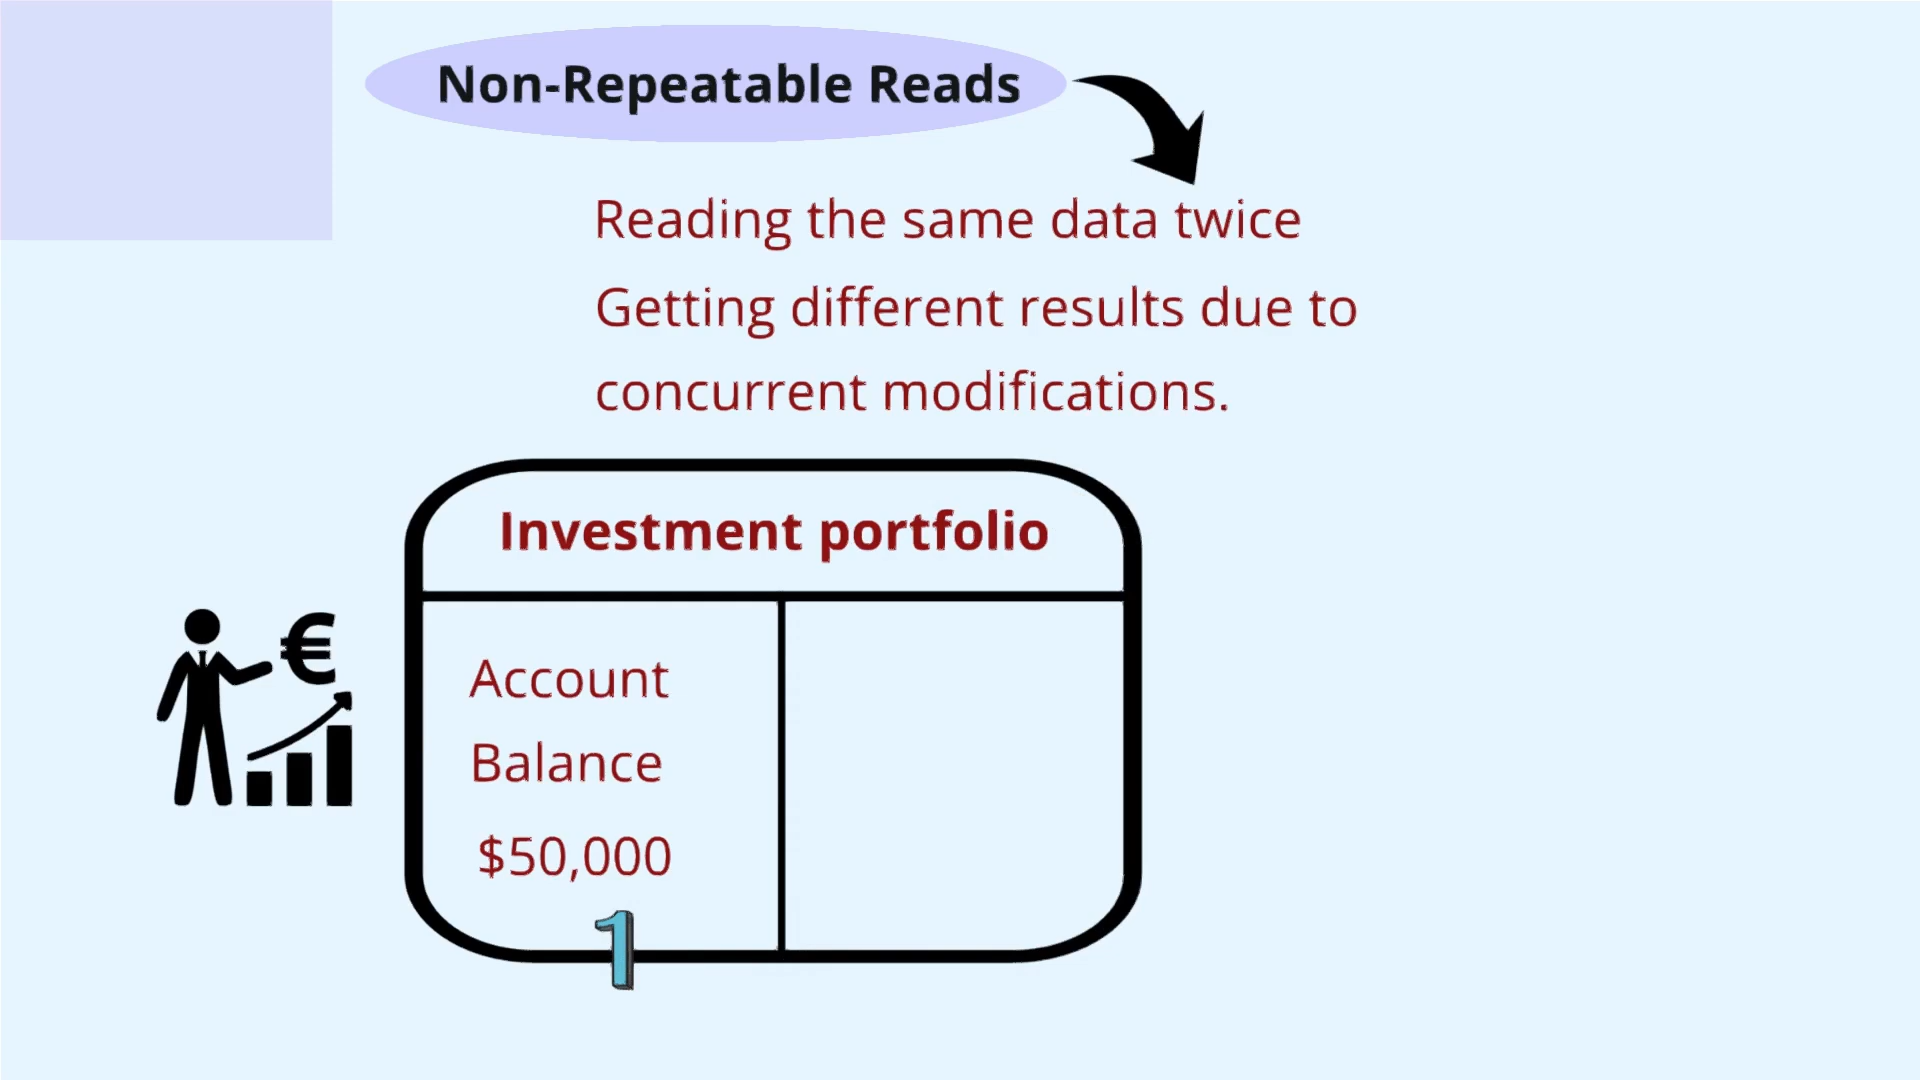 Non-Repeatable Reads
Reading the same data twice
Getting different results due to
concurrent modifications.
Investment portfolio
€
Account
Balance
$50,000
1